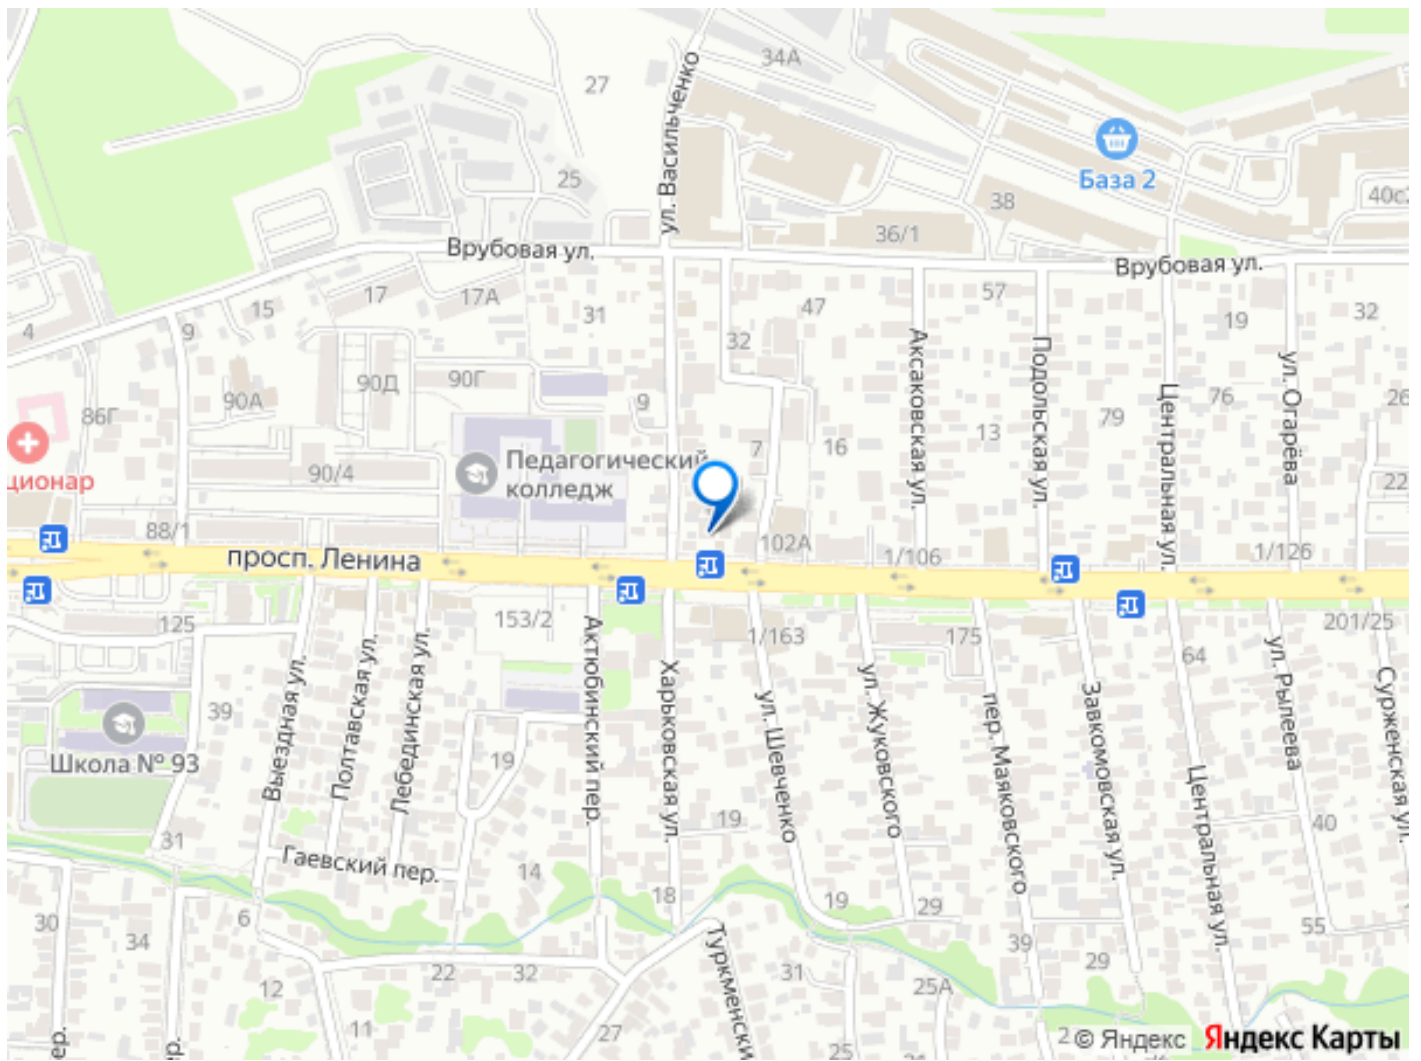 34А
27
ул. Васильченко
База 2
25
38
40с2
36/1
Врубовая ул.
Врубовая ул.
17
17А
15
31
47
57
19
32
4
9
32
Аксаковская ул.
Подольская ул.
Центральная ул.
ул. Огарёва
86Г
90А
90Д
90Г
9
7
16
13
79
76
26
ционар
90/4
Педагогический
колледж
22
88/1
просп. Ленина
102А
1/106
1/126
125
153/2
1/163
175
64
201/25
Выездная ул.
Полтавская ул.
Лебединская ул.
Актюбинский пер.
Харьковская ул.
ул. Шевченко
ул. Жуковского
пер. Маяковского
Завкомовская ул.
Центральная ул.
ул. Рылеева
Сурженская ул.
39
Школа № 93
19
19
31
40
Гаевский пер.
14
18
19
29
30
34
6
22
32
Туркменский
31
39
29
55
12
25А
11
27
2
пер.
пер.
© Яндекс Яндекс Карты